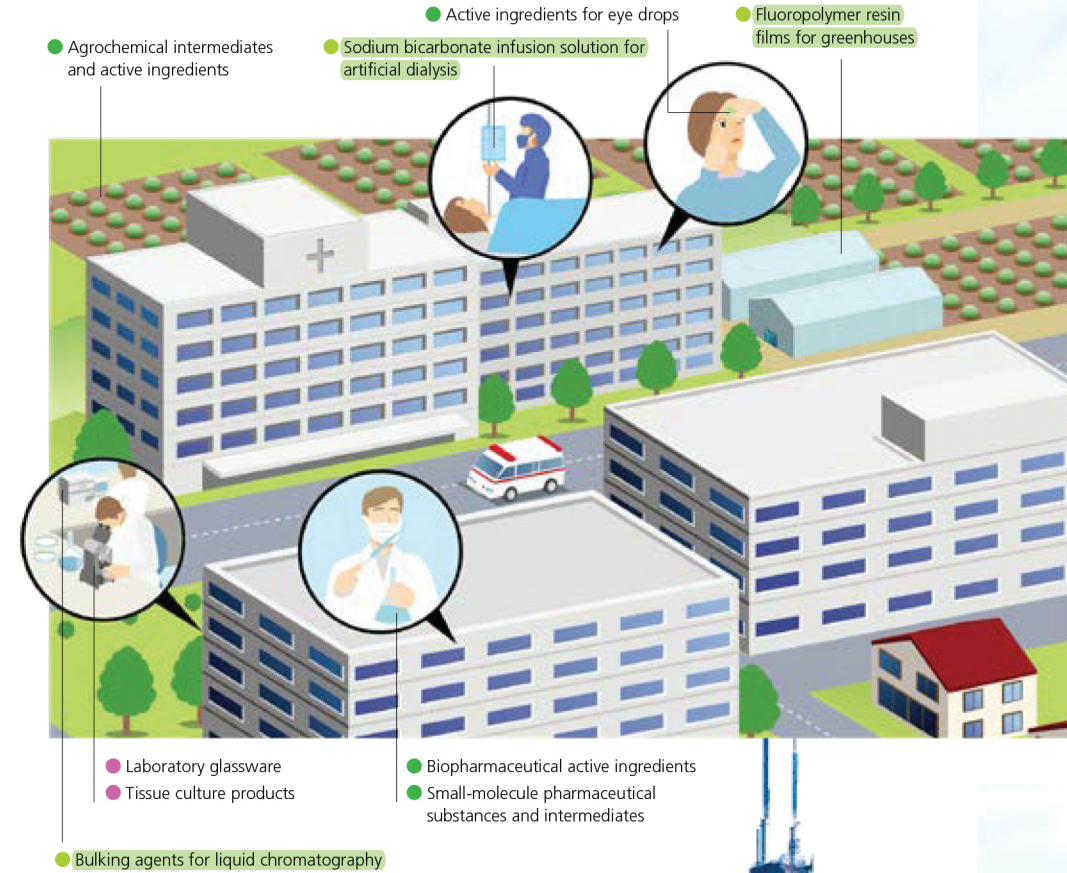 Active ingredients for eye drops
Fluoropolymer resin
films for greenhouses
Agrochemical intermediates
and active ingredients
Sodium bicarbonate infusion solution for
artificial dialysis
Laboratory glassware
Tissue culture products
Biopharmaceutical active ingredients
Small-molecule pharmaceutical
substances and intermediates
Bulking agents for liquid chromatography